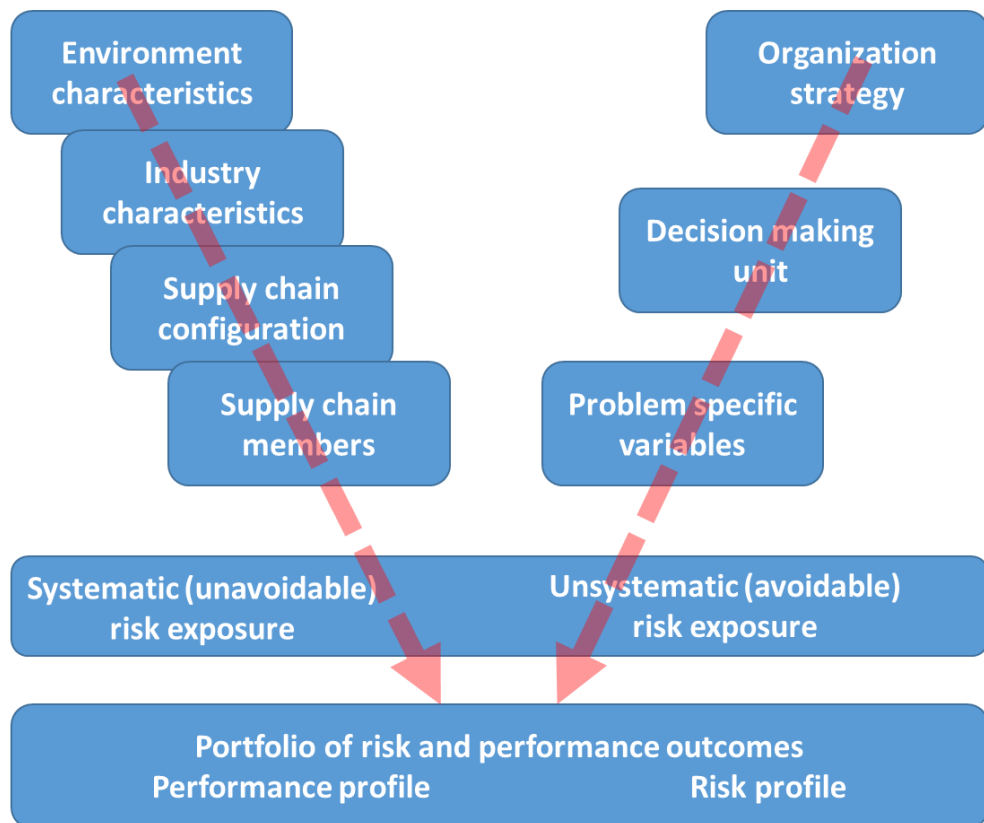 Environment
characteristics
Organization
strategy
Industry
characteristics
Decision making
unit
Supply chain
configuration
Supply chain
members
Problem specific
variables
Systematic (unavoidable)
risk exposure
Unsystematic (avoidable)
risk exposure
Portfolio of risk and performance outcomes
Performance profile
Risk profile